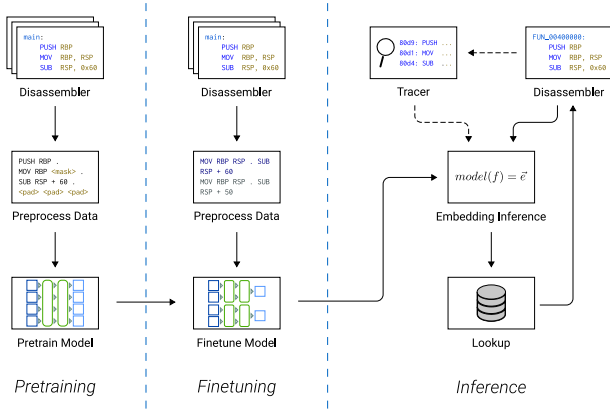 main:
PUSH RBP
MOV RBP, RSP
SUB RSP, 0x60
Disassembler
PUSH RBP .
MOV RBP <mask> .
SUB RSP + 60 .
<pad> <pad> <pad>
Preprocess Data
Pretrain Model
Pretraining
main:
PUSH RBP
MOV RBP, RSP
SUB RSP, 0x60
Disassembler
MOV RBP RSP . SUB
RSP + 60
MOV RBP RSP . SUB
RSP + 50
Preprocess Data
Finetune Model
Finetuning
80d9: PUSH ...
80d1: MOV ...
80d4: SUB ...
Tracer
FUN_00400000:
PUSH RBP
MOV RBP, RSP
SUB RSP, 0x60
Disassembler
model(f) = e⃗
Embedding Inference
Lookup
Inference